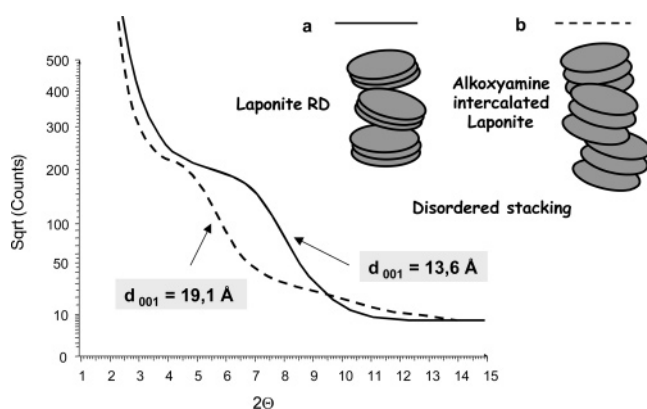 a
b
500
400
300
200
100
50
10
0
Sqrt (Counts)
Laponite RD
Alkoxyamine
intercalated
Laponite
Disordered stacking
d 001 = 19,1 Å
d 001 = 13,6 Å
1 2 3 4 5 6 7 8 9 10 11 12 13 14 15
2Θ